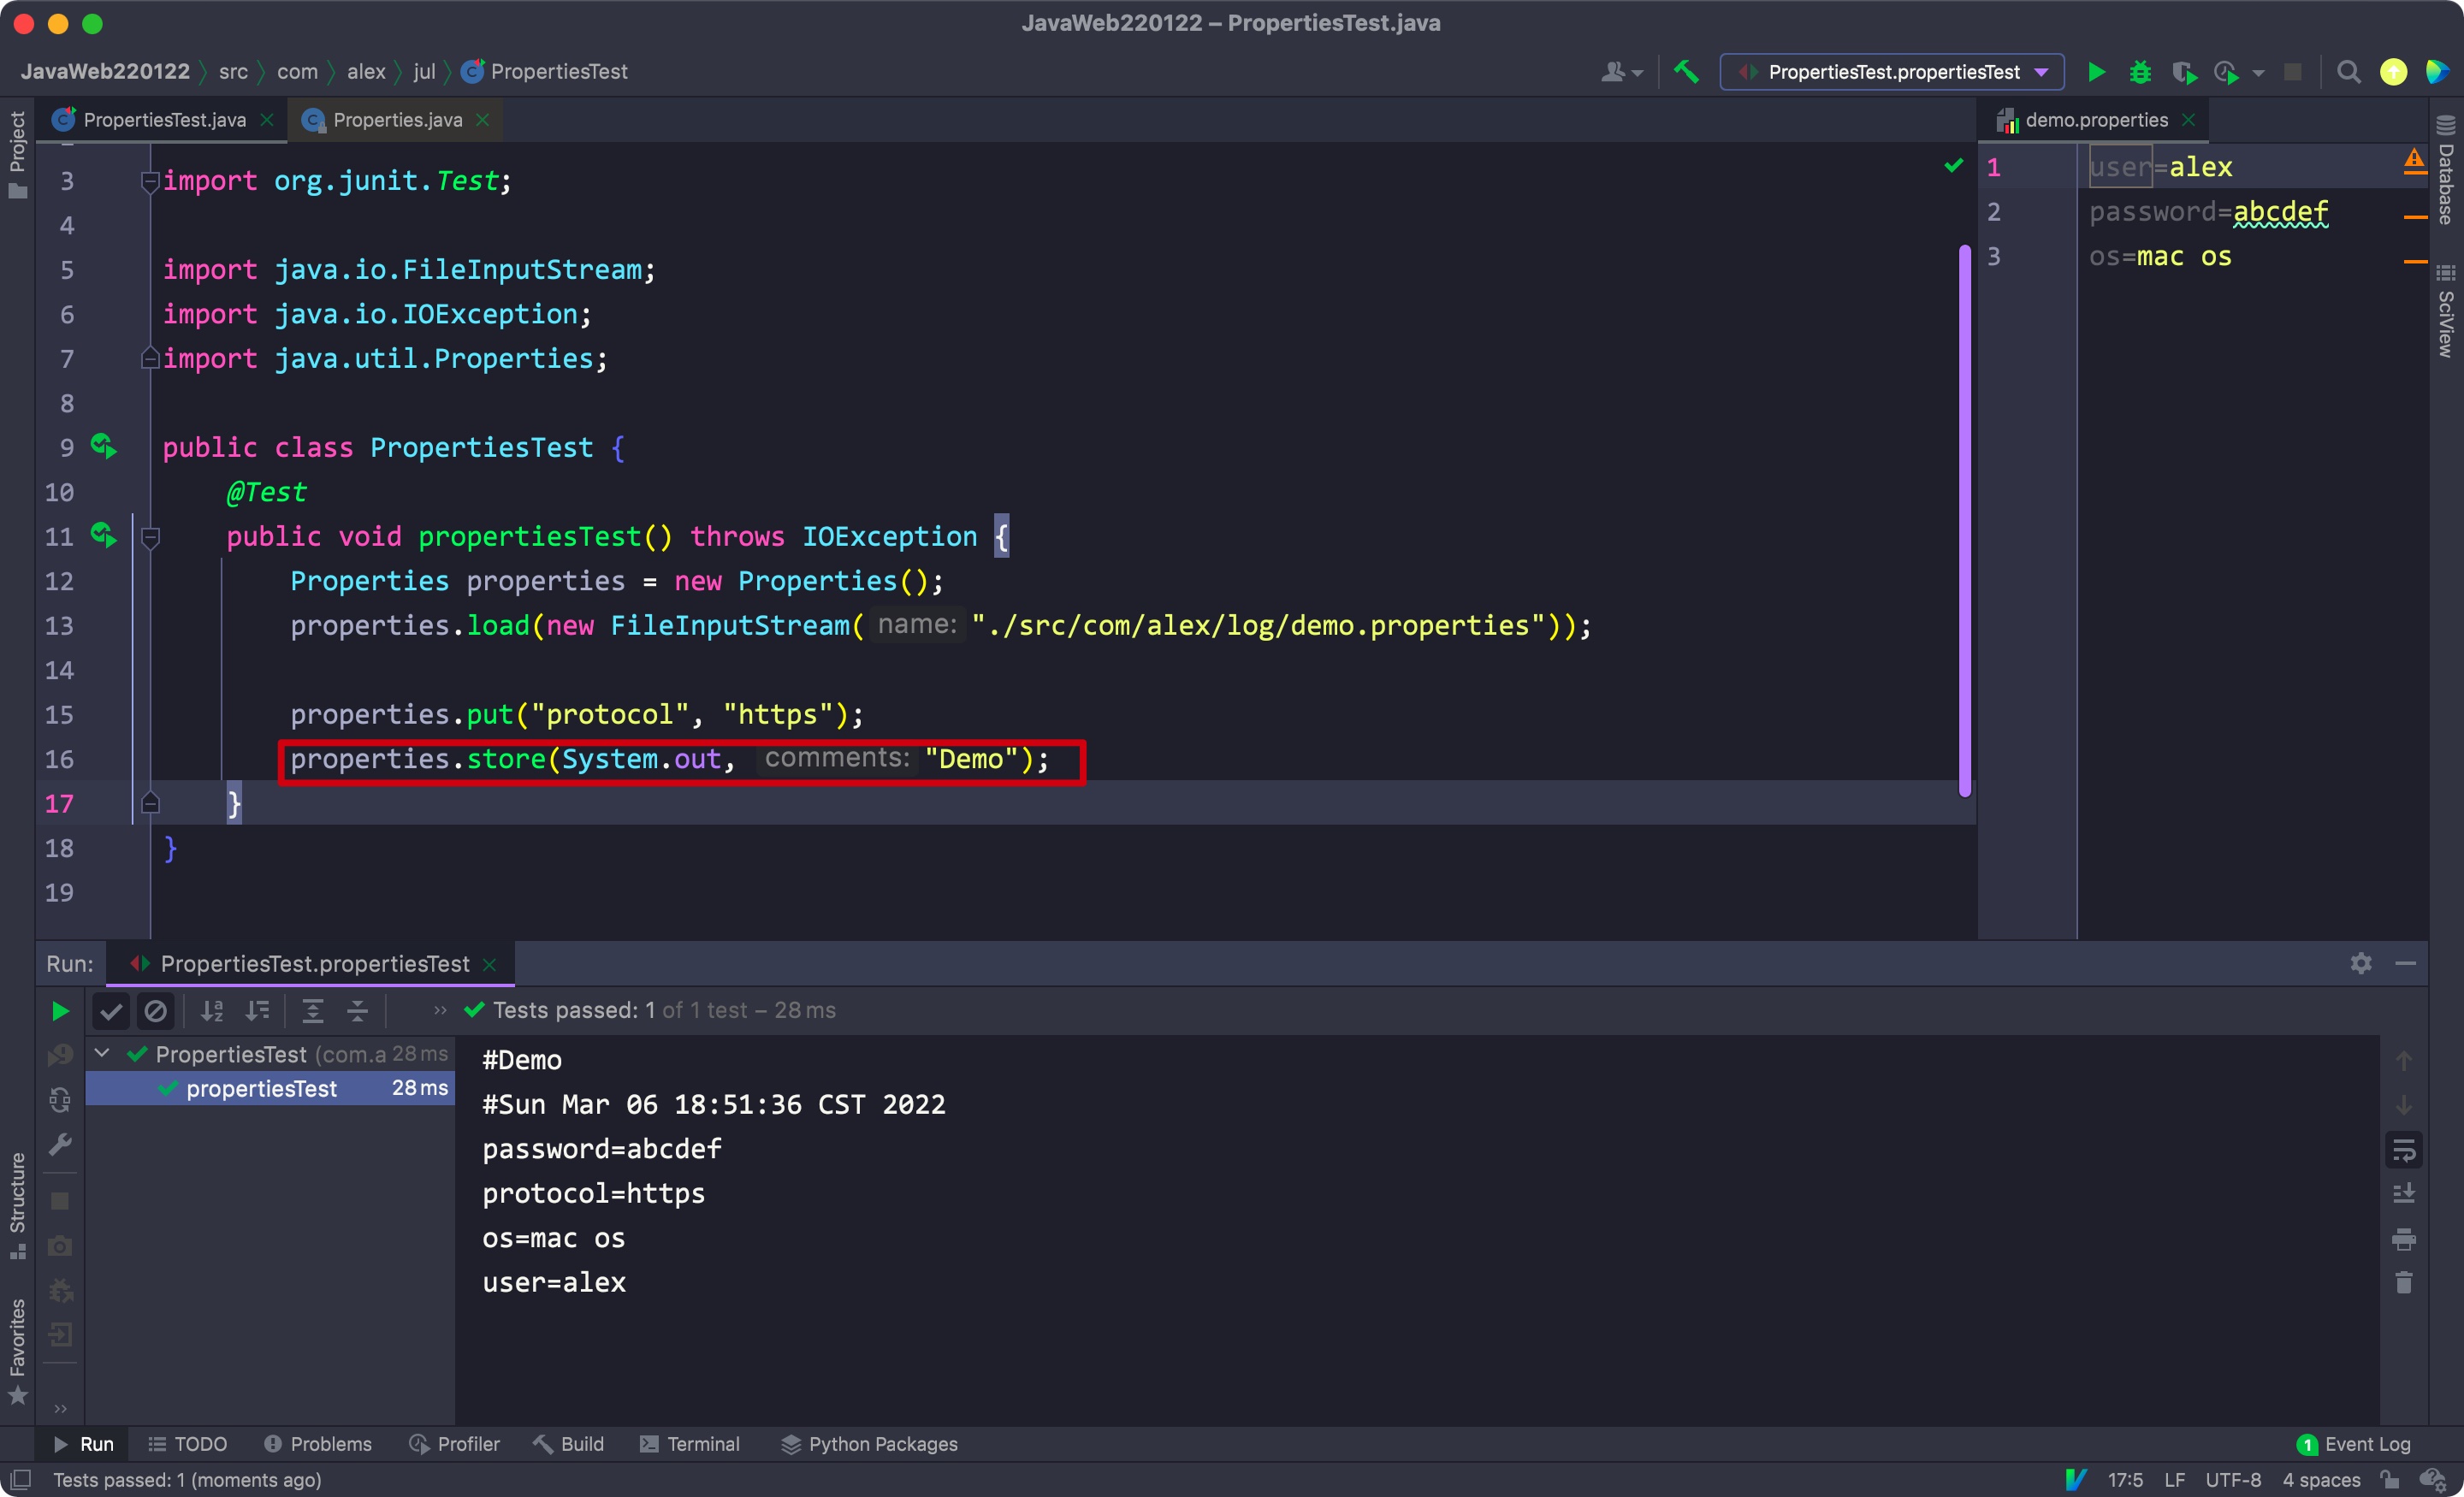 JavaWeb220122 – PropertiesTest.java
JavaWeb220122 src com alex jul PropertiesTest
PropertiesTest.propertiesTest
Project
PropertiesTest.java
Properties.java
3 import org.junit.Test;
4
5 import java.io.FileInputStream;
6 import java.io.IOException;
7 import java.util.Properties;
8
9 public class PropertiesTest {
10 @Test
11 public void propertiesTest() throws IOException {
12 Properties properties = new Properties();
13 properties.load(new FileInputStream( name: "./src/com/alex/log/demo.properties"));
14
15 properties.put("protocol", "https");
16 properties.store(System.out, comments: "Demo");
17 }
18 }
19
demo.properties
1 user=alex
2 password=abcdef
3 os=mac os
Database
SciView
Run: PropertiesTest.propertiesTest
Tests passed: 1 of 1 test – 28 ms
PropertiesTest (com.a 28 ms
propertiesTest 28 ms
#Demo
#Sun Mar 06 18:51:36 CST 2022
password=abcdef
protocol=https
os=mac os
user=alex
Structure
Favorites
Run TODO Problems Profiler Build Terminal Python Packages
1 Event Log
Tests passed: 1 (moments ago)
17:5 LF UTF-8 4 spaces